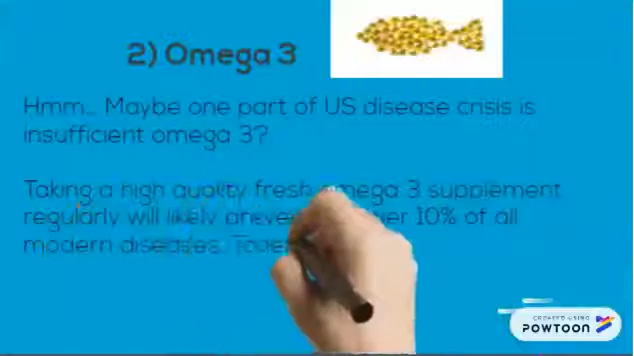 2) Omega 3
Hmm... Maybe one part of US disease crisis is
insufficient omega 3?
Taking a high quality fresh omega 3 supplement
regularly will likely 10% of all
modern diseases.
CREATED USING
POWTOON